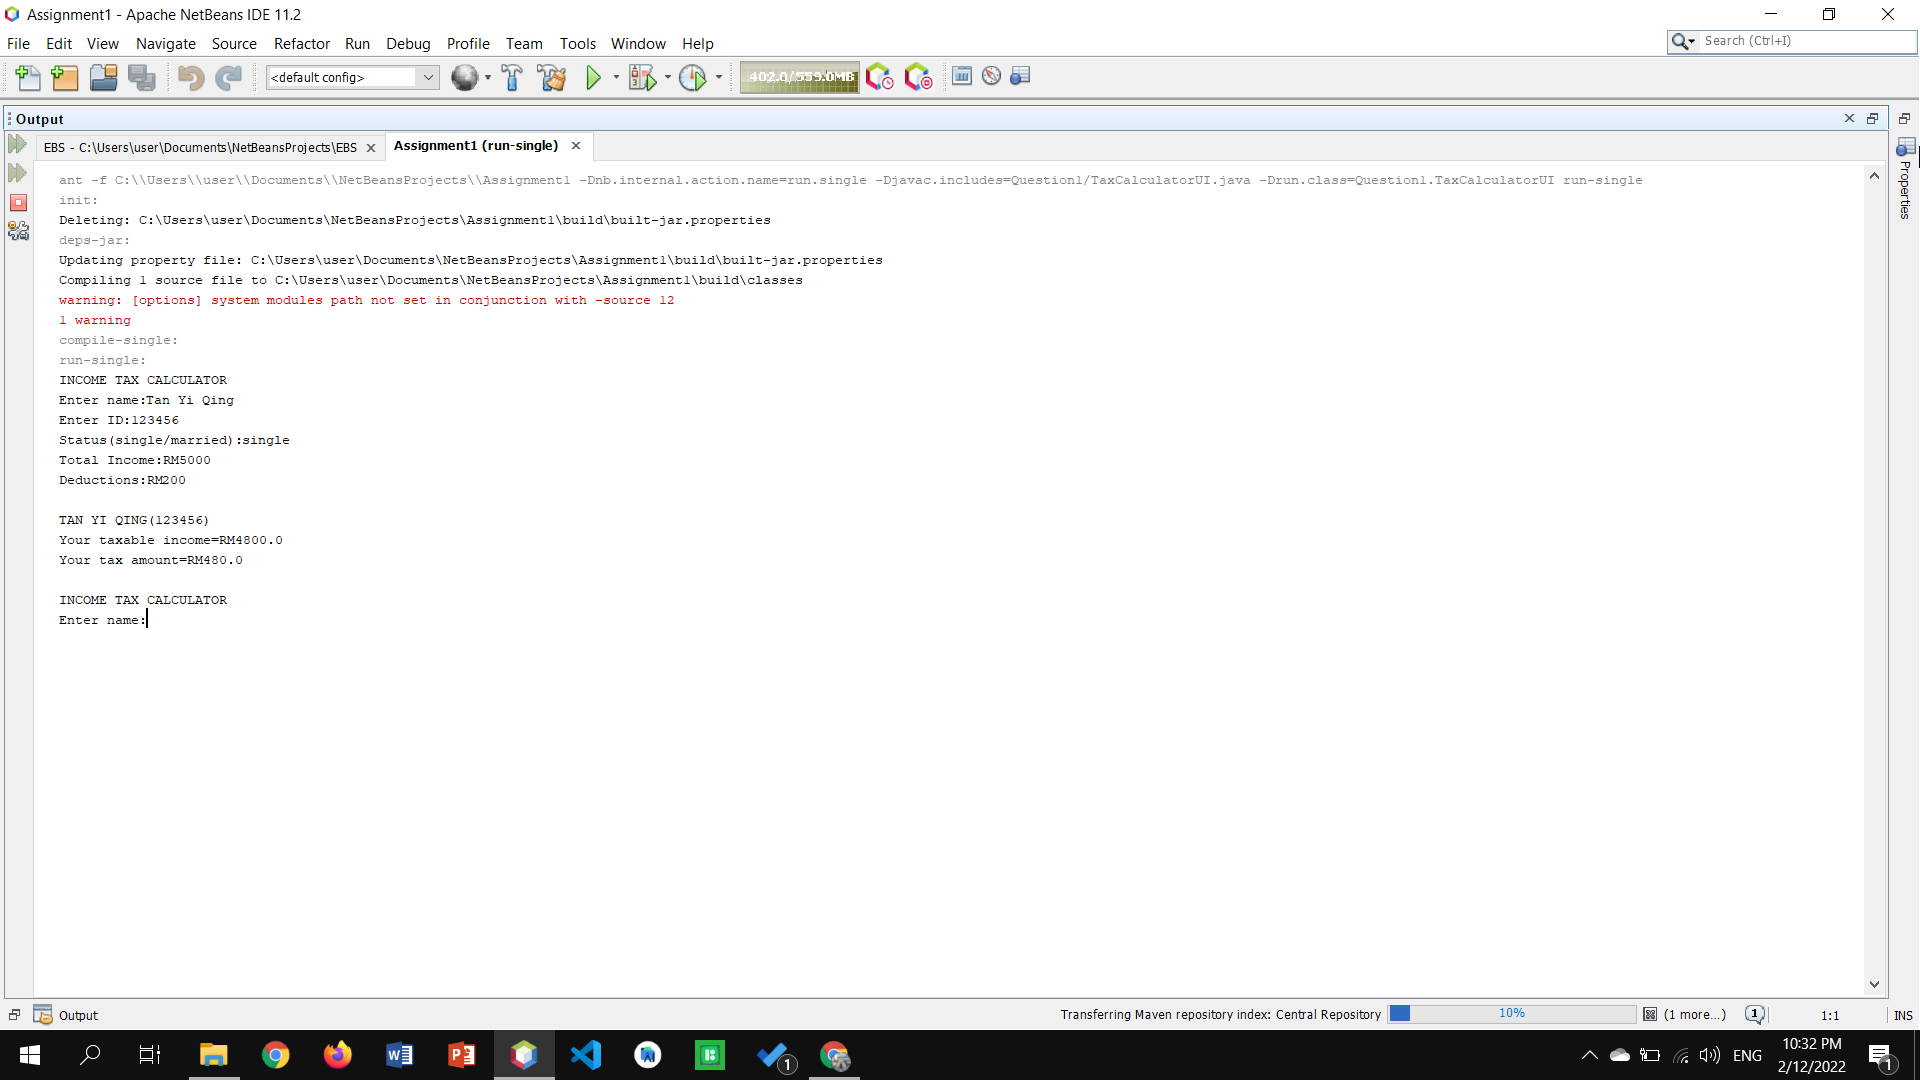 Assignment1 - Apache NetBeans IDE 11.2
File Edit View Navigate Source Refactor Run Debug Profile Team Tools Window Help
Search (Ctrl+I)
<default config>
402.0/559.0MB
Output
EBS - C:\Users\user\Documents\NetBeansProjects\EBS
Assignment1 (run-single)
Properties
ant -f C:\\Users\\user\\Documents\\NetBeansProjects\\Assignment1 -Dnb.internal.action.name=run.single -Djavac.includes=Question1/TaxCalculatorUI.java -Drun.class=Question1.TaxCalculatorUI run-single
init:
Deleting: C:\Users\user\Documents\NetBeansProjects\Assignment1\build\built-jar.properties
deps-jar:
Updating property file: C:\Users\user\Documents\NetBeansProjects\Assignment1\build\built-jar.properties
Compiling 1 source file to C:\Users\user\Documents\NetBeansProjects\Assignment1\build\classes
warning: [options] system modules path not set in conjunction with -source 12
1 warning
compile-single:
run-single:
INCOME TAX CALCULATOR
Enter name:Tan Yi Qing
Enter ID:123456
Status(single/married):single
Total Income:RM5000
Deductions:RM200
TAN YI QING(123456)
Your taxable income=RM4800.0
Your tax amount=RM480.0
INCOME TAX CALCULATOR
Enter name:
Output
Transferring Maven repository index: Central Repository 10% (1 more...) 1 1:1 INS
1 ENG 10:32 PM 1
2/12/2022